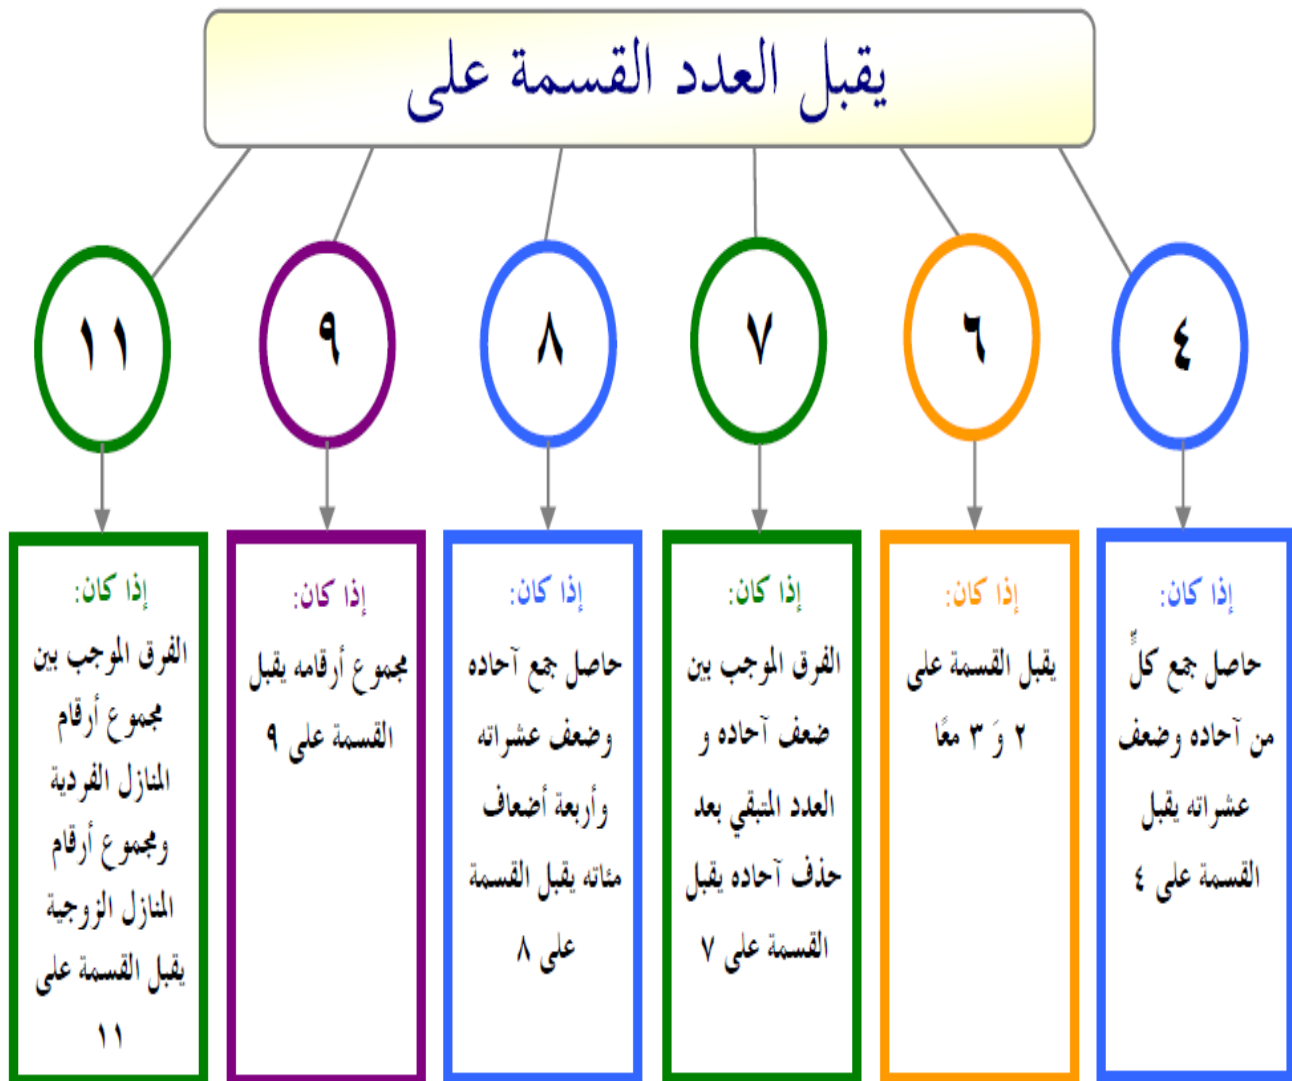 يقبل العدد القسمة على
٤
إذا كان:
حاصل جمع كلٍّ
من آحاده وضعف
عشراته يقبل
القسمة على ٤
٦
إذا كان:
يقبل القسمة على
٢ وَ ٣ معًا
٧
إذا كان:
الفرق الموجب بين
ضعف آحاده و
العدد المتبقي بعد
حذف آحاده يقبل
القسمة على ٧
٨
إذا كان:
حاصل جمع آحاده
وضعف عشراته
وأربعة أضعاف
مئاته يقبل القسمة
على ٨
٩
إذا كان:
مجموع أرقامه يقبل
القسمة على ٩
١١
إذا كان:
الفرق الموجب بين
مجموع أرقام
المنازل الفردية
ومجموع أرقام
المنازل الزوجية
يقبل القسمة على
١١